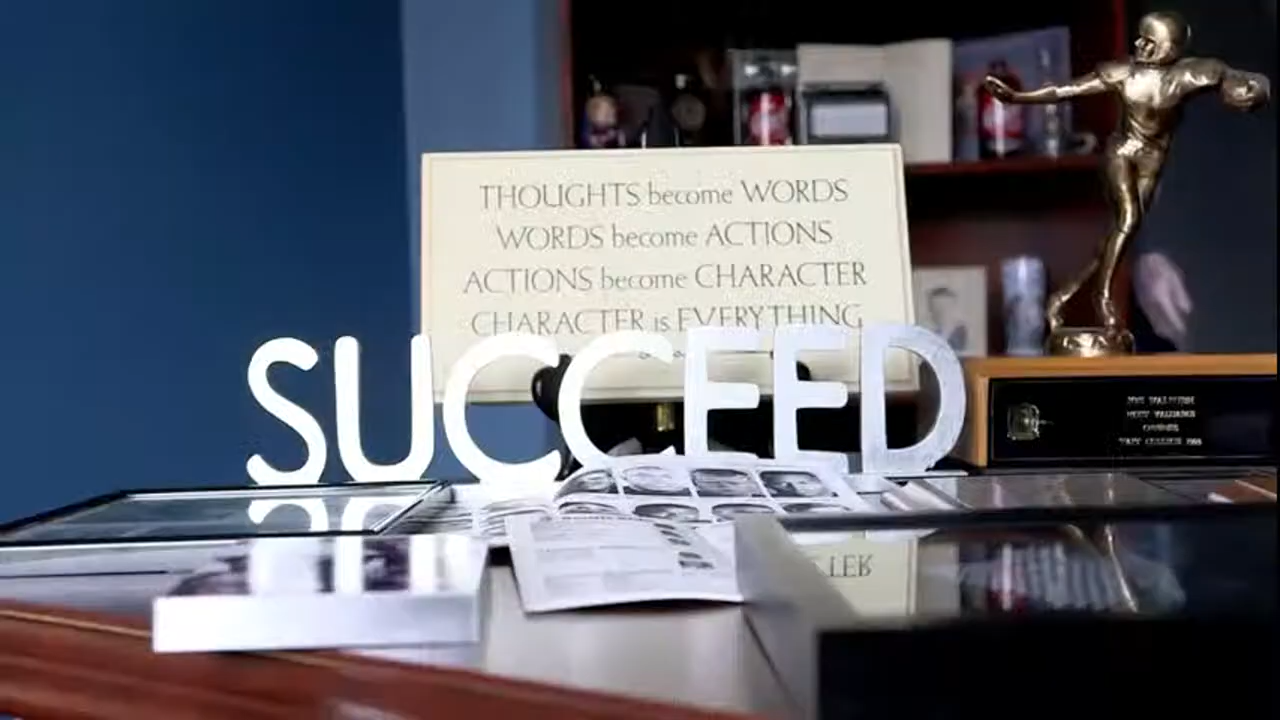 THOUGHTS become WORDS
WORDS become ACTIONS
ACTIONS become CHARACTER
CHARACTER is EVERYTHING
SUCCEED